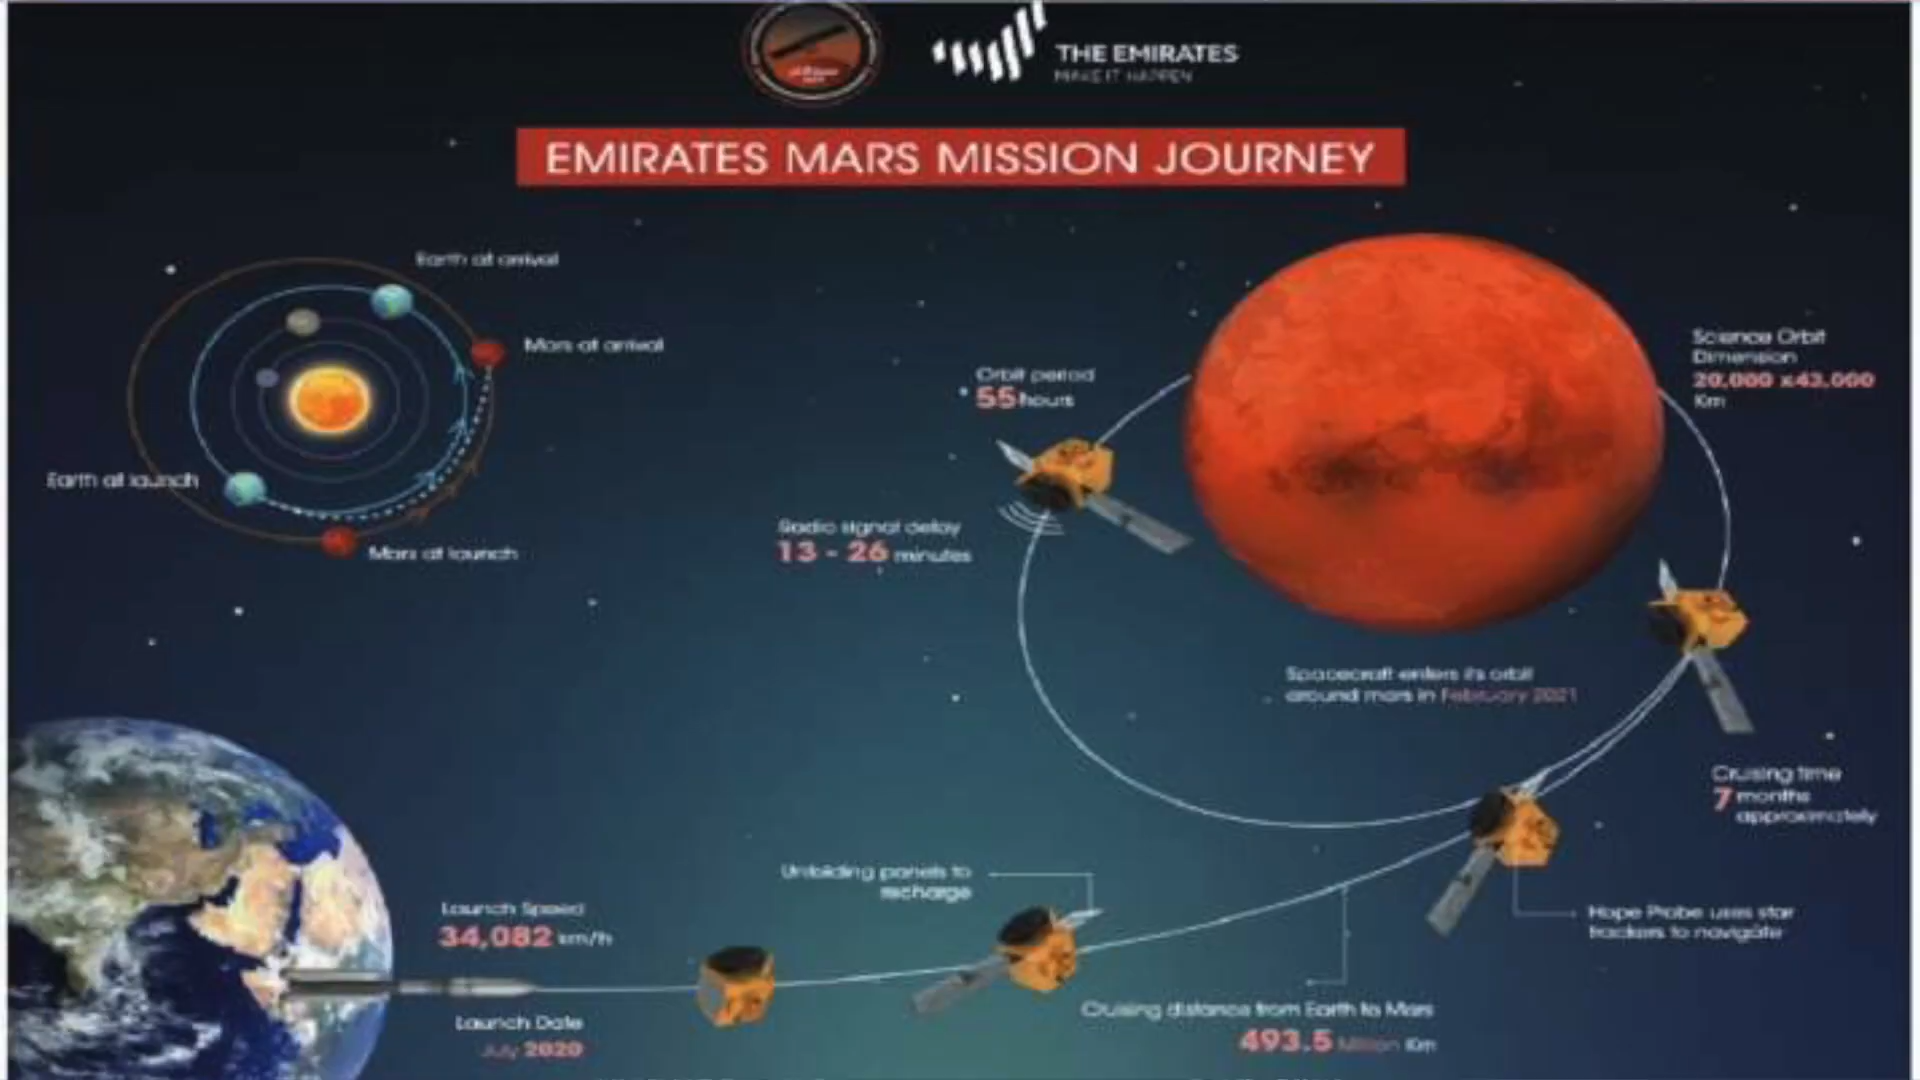 THE EMIRATES
MAKE IT HAPPEN
EMIRATES MARS MISSION JOURNEY
Earth at arrival
Mars at arrival
Earth at launch
Mars at launch
Orbit period
55 hours
Science Orbit
Dimension
20,000 x43,000
Km
Radio signal delay
13 - 26 minutes
Spacecraft enters its orbit
around mars in February 2021
Cruising time
7 months
approximately
Unfolding panels to
recharge
Launch Speed
34,082 km/h
Hope Probe uses star
trackers to navigate
Cruising distance from Earth to Mars
493.5 Million Km
Launch Date
July 2020